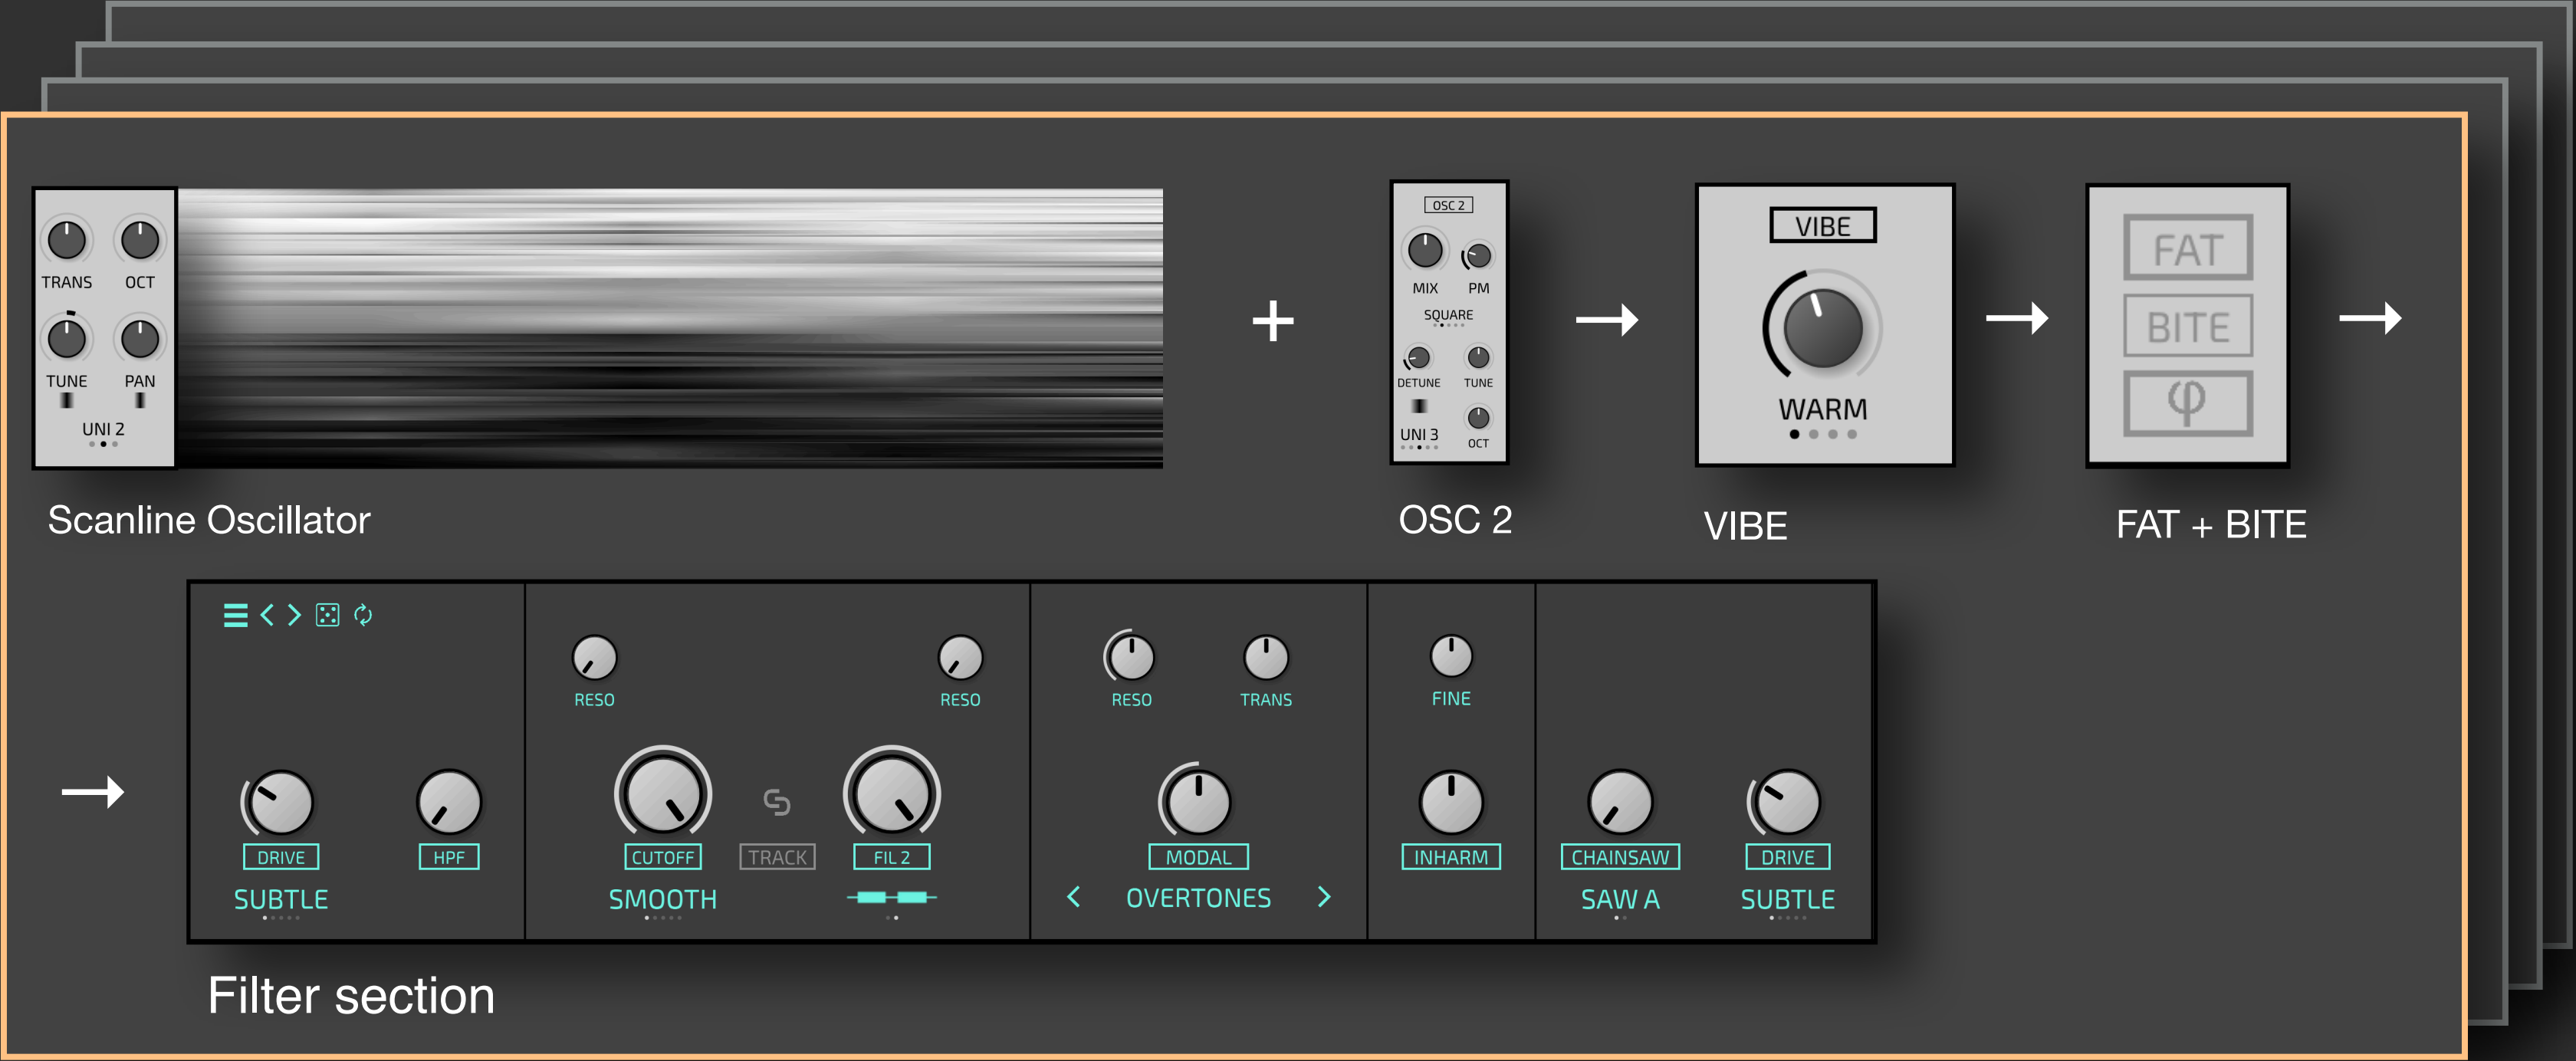 TRANS OCT
TUNE PAN
UNI 2
Scanline Oscillator
+
OSC 2
MIX PM
SQUARE
DETUNE TUNE
UNI 3
OCT
OSC 2
VIBE
WARM
VIBE
FAT
BITE
φ
FAT + BITE
RESO RESO RESO TRANS FINE
DRIVE HPF CUTOFF TRACK FIL 2 MODAL INHARM CHAINSAW DRIVE
SUBTLE SMOOTH OVERTONES SAW A SUBTLE
Filter section